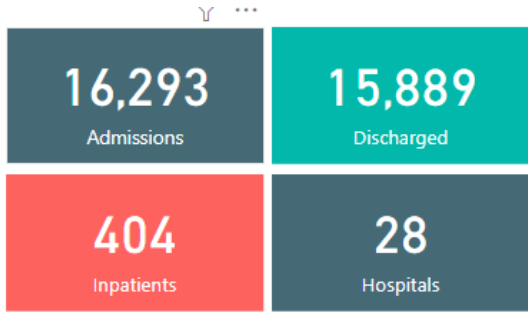 16,293
Admissions
15,889
Discharged
404
Inpatients
28
Hospitals